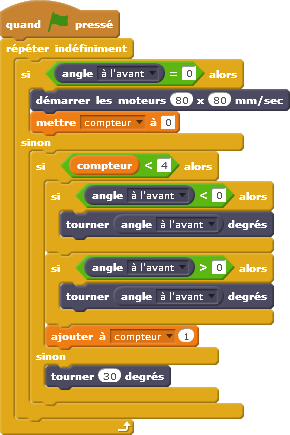 quand pressé
répéter indéfiniment
si angle à l'avant = 0 alors
démarrer les moteurs 80 x 80 mm/sec
mettre compteur à 0
sinon
si compteur < 4 alors
si angle à l'avant < 0 alors
tourner angle à l'avant degrés
si angle à l'avant > 0 alors
tourner angle à l'avant degrés
ajouter à compteur 1
sinon
tourner 30 degrés